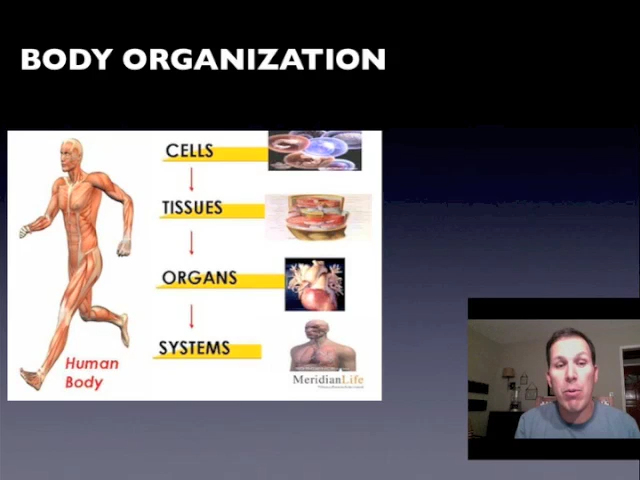 BODY ORGANIZATION
CELLS
TISSUES
ORGANS
SYSTEMS
Human
Body
MeridianLife